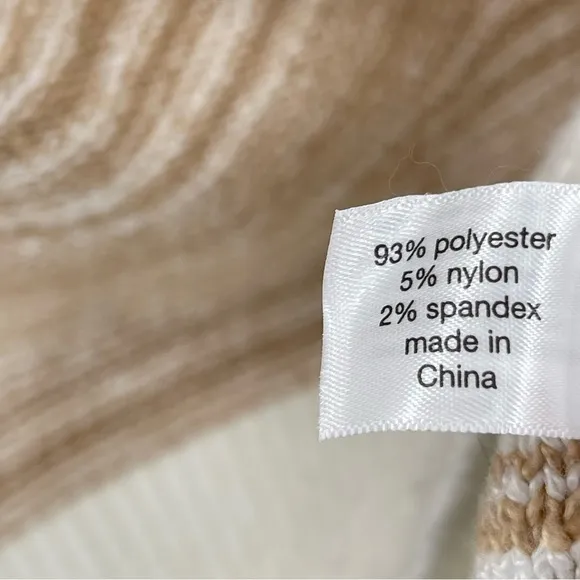 93% polyester
5% nylon
2% spandex
made in
China